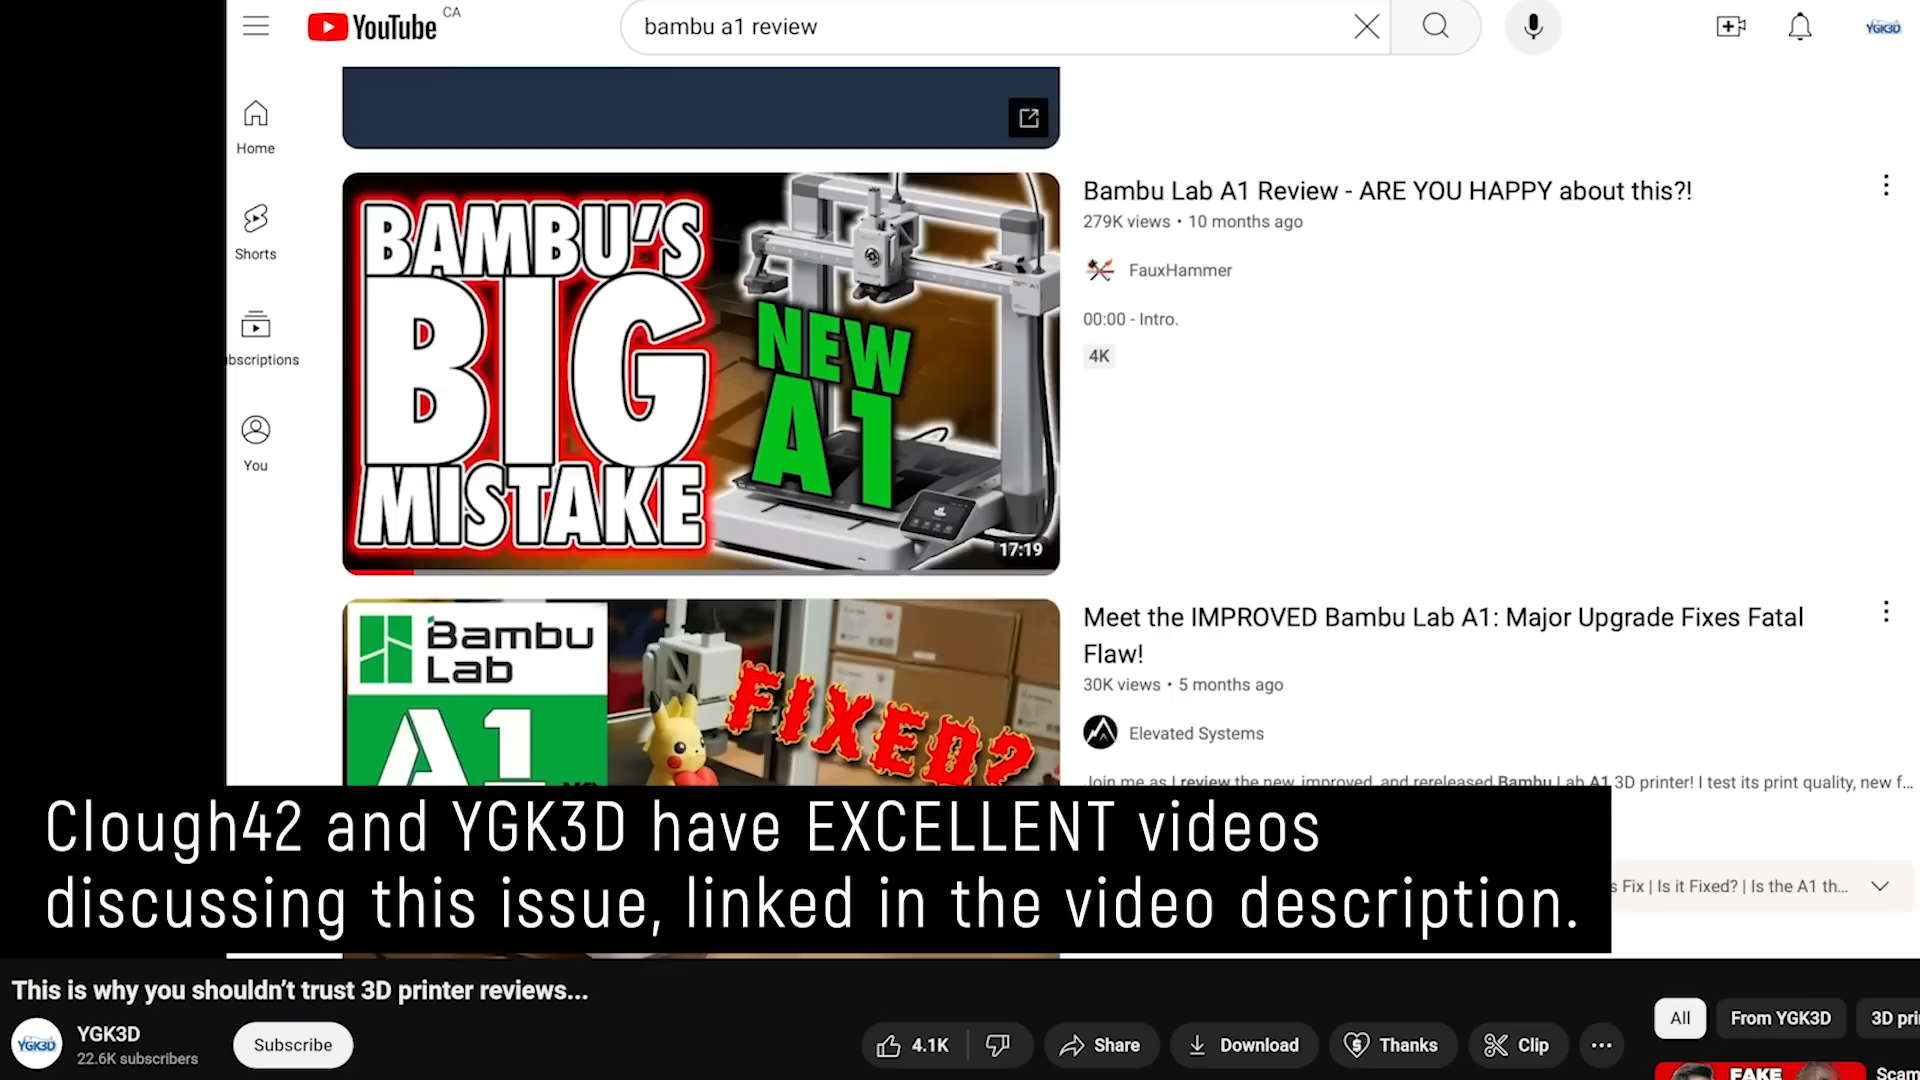 YouTube CA
bambu a1 review
YGK3D
Home
Shorts
bscriptions
You
BAMBU'S
BIG
MISTAKE
NEW
A1
17:19
Bambu Lab A1 Review - ARE YOU HAPPY about this?!
279K views • 10 months ago
FauxHammer
00:00 - Intro.
4K
Bambu
Lab
A1
FIXED?
Meet the IMPROVED Bambu Lab A1: Major Upgrade Fixes Fatal
Flaw!
30K views • 5 months ago
Elevated Systems
Join me as I review the new, improved, and rereleased Bambu Lab A1 3D printer! I test its print quality, new f...
s Fix | Is it Fixed? | Is the A1 th...
Clough42 and YGK3D have EXCELLENT videos
discussing this issue, linked in the video description.
This is why you shouldn't trust 3D printer reviews...
YGK3D
YGK3D
22.6K subscribers
Subscribe
4.1K
Share
Download
Thanks
Clip
All
From YGK3D
3D pri
FAKE
Scam